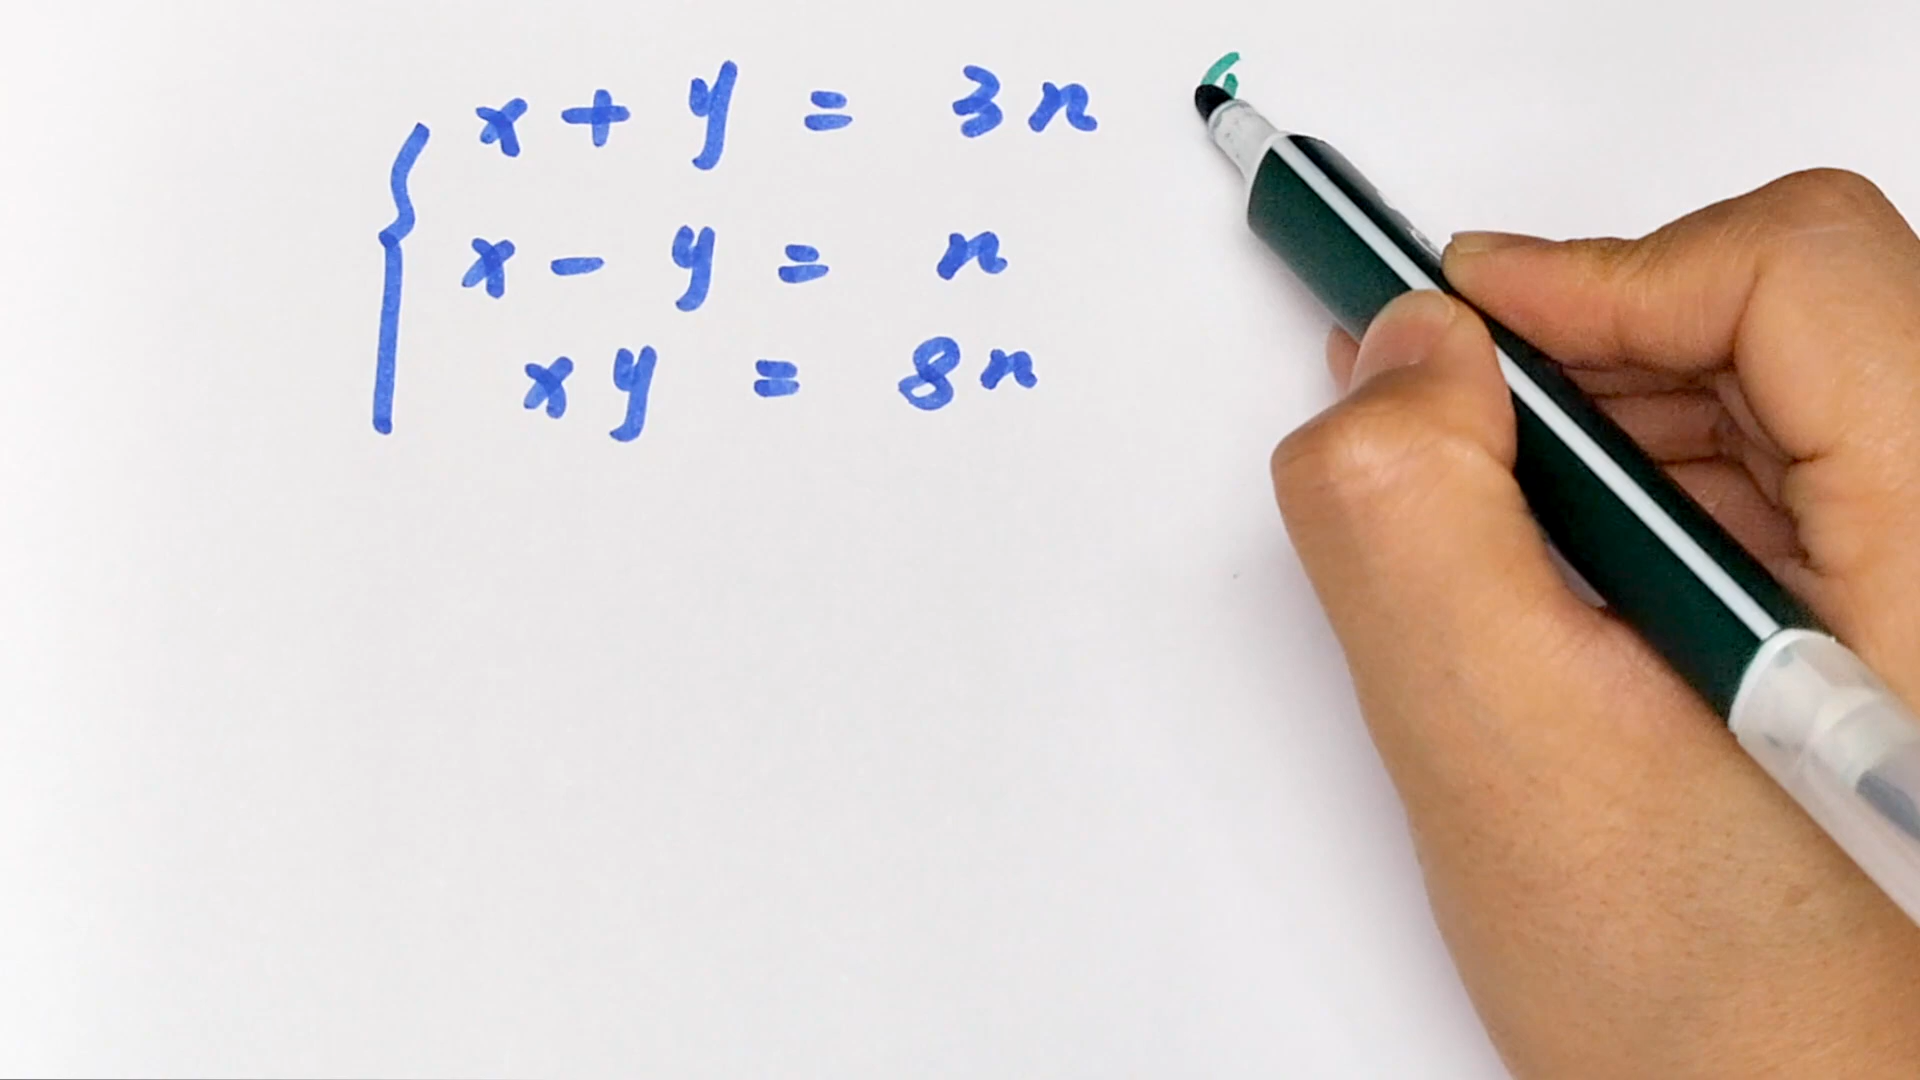 x + y = 3n
x - y = n
xy = 8n